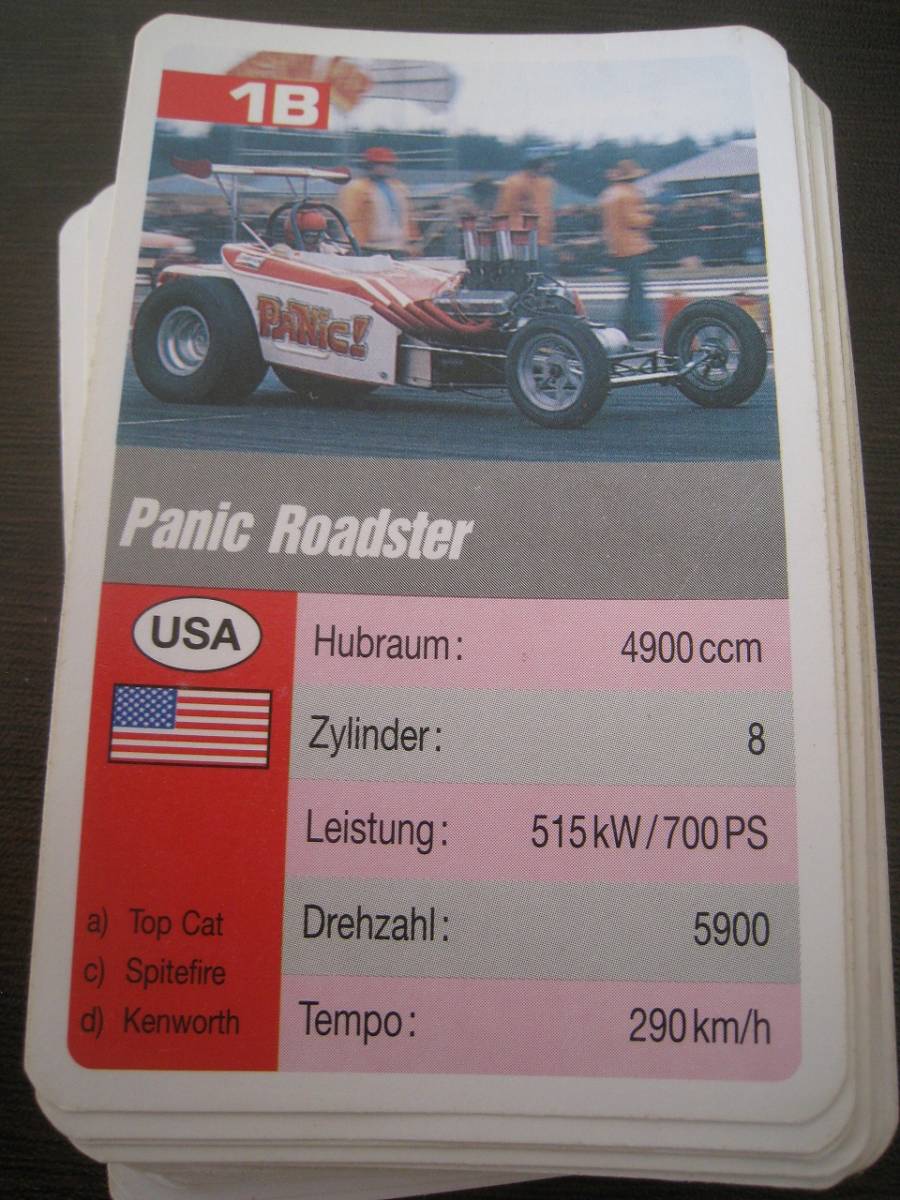 1B
PANIC!
Panic Roadster
USA
Hubraum: 4900 ccm
Zylinder: 8
Leistung: 515 kW/700 PS
Drehzahl: 5900
Tempo: 290 km/h
a) Top Cat
c) Spitefire
d) Kenworth